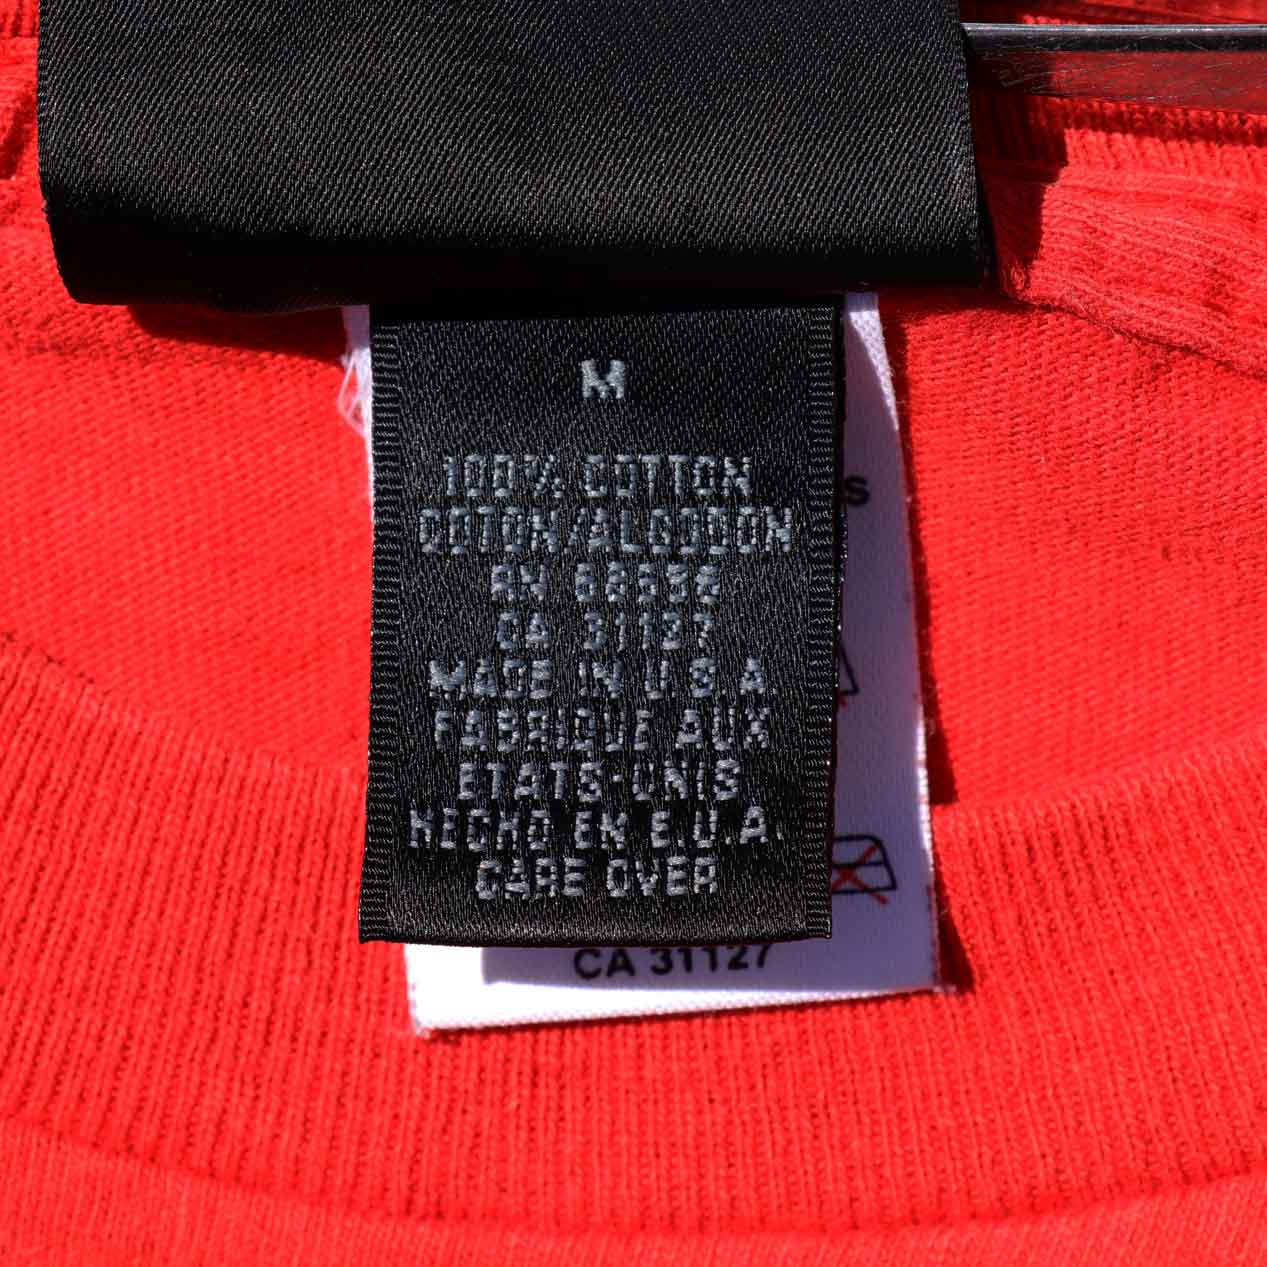 M
100% COTTON
COTON/ALGODON
RN 68538
CA 31127
MADE IN U.S.A.
FABRIQUE AUX
ETATS-UNIS
HECHO EN E.U.A.
CARE OVER
S
CA 31127